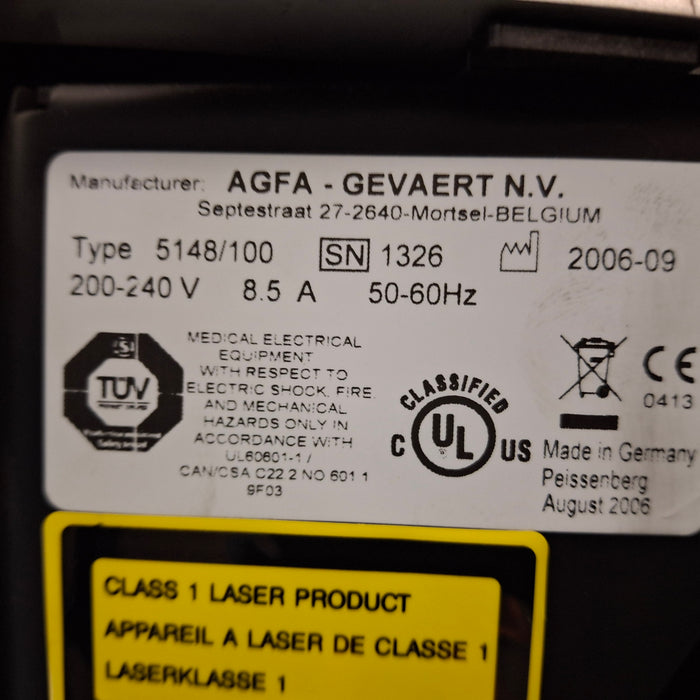 Manufacturer: AGFA - GEVAERT N.V.
Septestraat 27-2640-Mortsel-BELGIUM
Type 5148/100 SN 1326 2006-09
200-240 V 8.5 A 50-60Hz
TÜV
MEDICAL ELECTRICAL
EQUIPMENT
WITH RESPECT TO
ELECTRIC SHOCK, FIRE
AND MECHANICAL
HAZARDS ONLY IN
ACCORDANCE WITH
UL60601-1 /
CAN/CSA C22 2 NO 601 1
9F03
CLASSIFIED
C UL US
CE
0413
Made in Germany
Peissenberg
August 2006
CLASS 1 LASER PRODUCT
APPAREIL A LASER DE CLASSE 1
LASERKLASSE 1